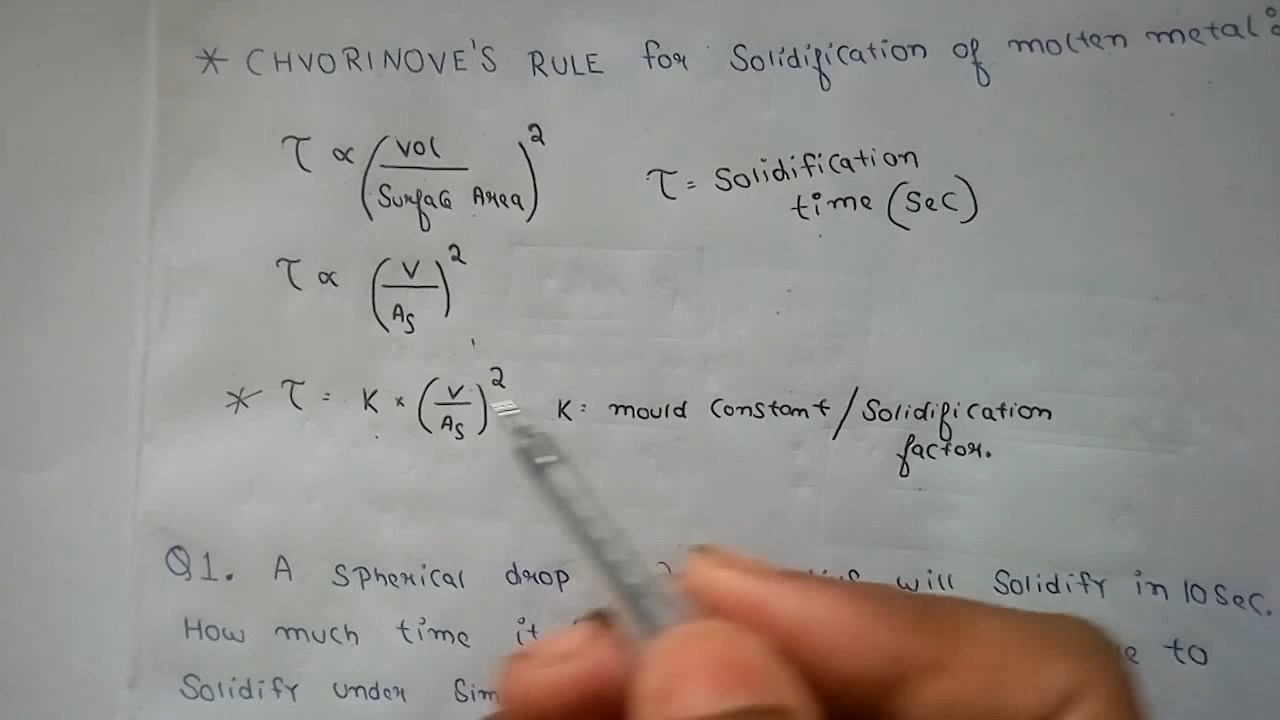 * CHVORINOVE'S RULE for Solidification of molten metal:
τ ∝ (Vol / Surface Area)²
τ = Solidification
time (Sec)
τ ∝ (V / As)²
* τ = K × (V / As)²
K = mould Constant / Solidification
factor.
Q1. A Spherical drop will Solidify in 10 Sec.
How much time it to
Solidify under